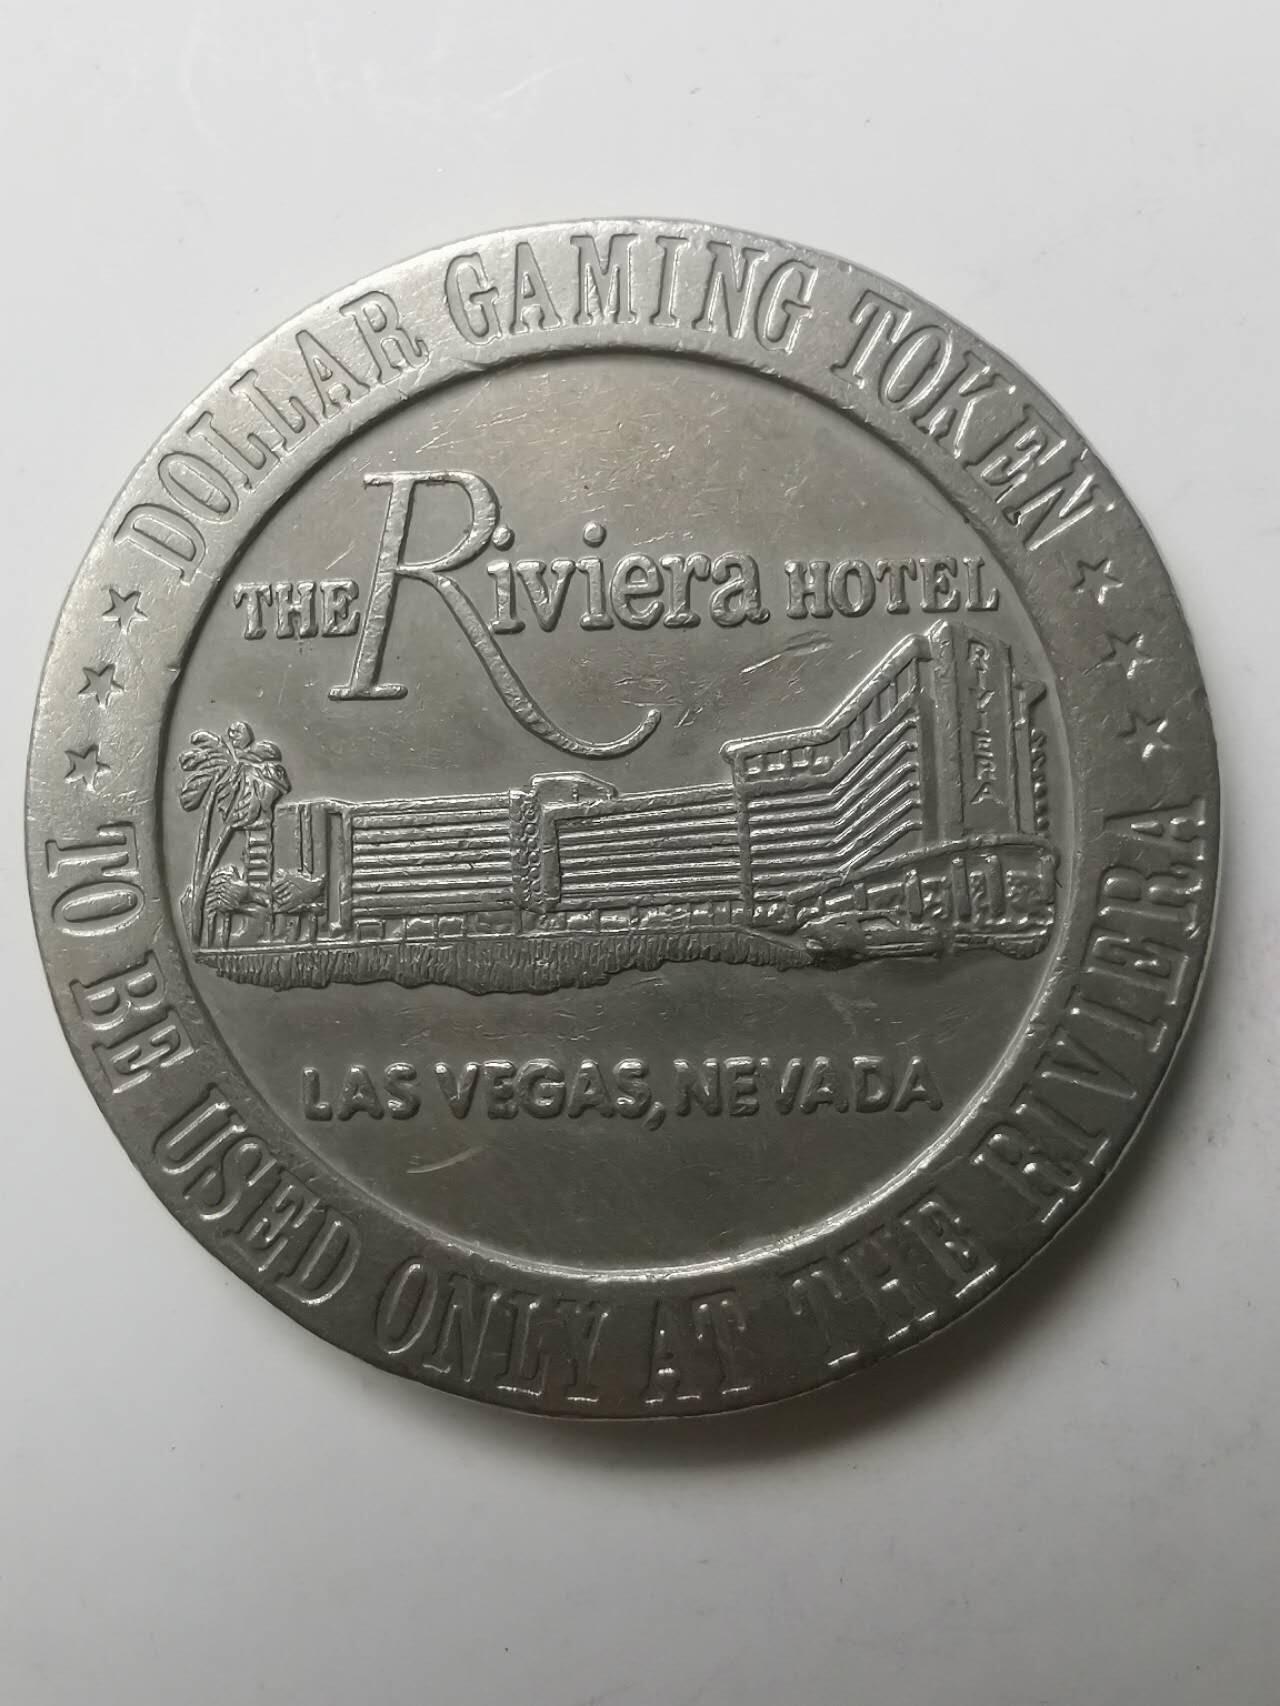 DOLLAR GAMING TOKEN
THE Riviera HOTEL
RIVIERA
LAS VEGAS, NEVADA
TO BE USED ONLY AT THE RIVIERA